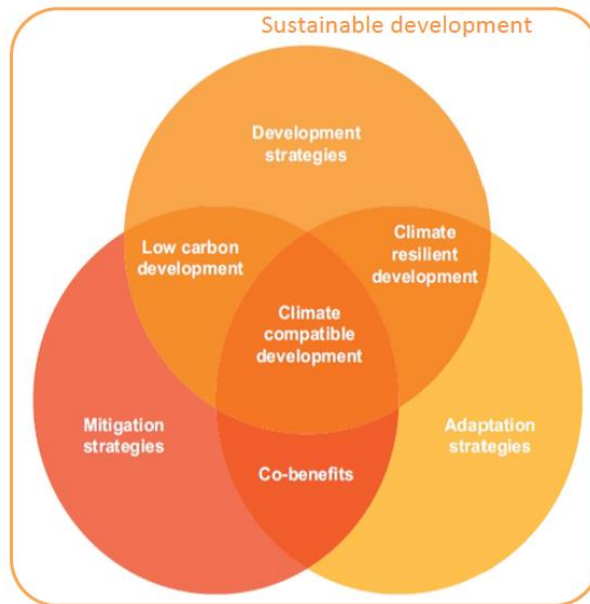 Sustainable development
Development
strategies
Low carbon
development
Climate
resilient
development
Climate
compatible
development
Mitigation
strategies
Adaptation
strategies
Co-benefits